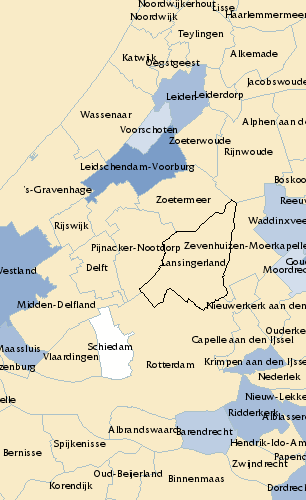 Noordwijkerhout
Lisse
Noordwijk
Haarlemmermeer
Teylingen
Katwijk
Oegstgeest
Alkemade
Jacobswoude
Leiden
Leiderdorp
Wassenaar
Alphen aan de
Voorschoten
Zoeterwoude
Rijnwoude
Leidschendam-Voorburg
Boskoo
's-Gravenhage
Zoetermeer
Reeuw
Waddinxvee
Rijswijk
Pijnacker-Nootdorp
Zevenhuizen-Moerkapelle
Gou
Lansingerland
Delft
Moordrec
Westland
Midden-Delfland
Nieuwerkerk aan den
Ouderke
Capelle aan den IJssel
Maassluis
Schiedam
Vlaardingen
Krimpen aan den IJsse
Rotterdam
zenburg
Nederlek
elle
Nieuw-Lekke
Ridderkerk
Alblasser
Albrandswaard
Barendrecht
Spijkenisse
Hendrik-Ido-Am
Bernisse
Papend
Zwijndrecht
Oud-Beijerland
Binnenmaas
Korendijk
Dordrec